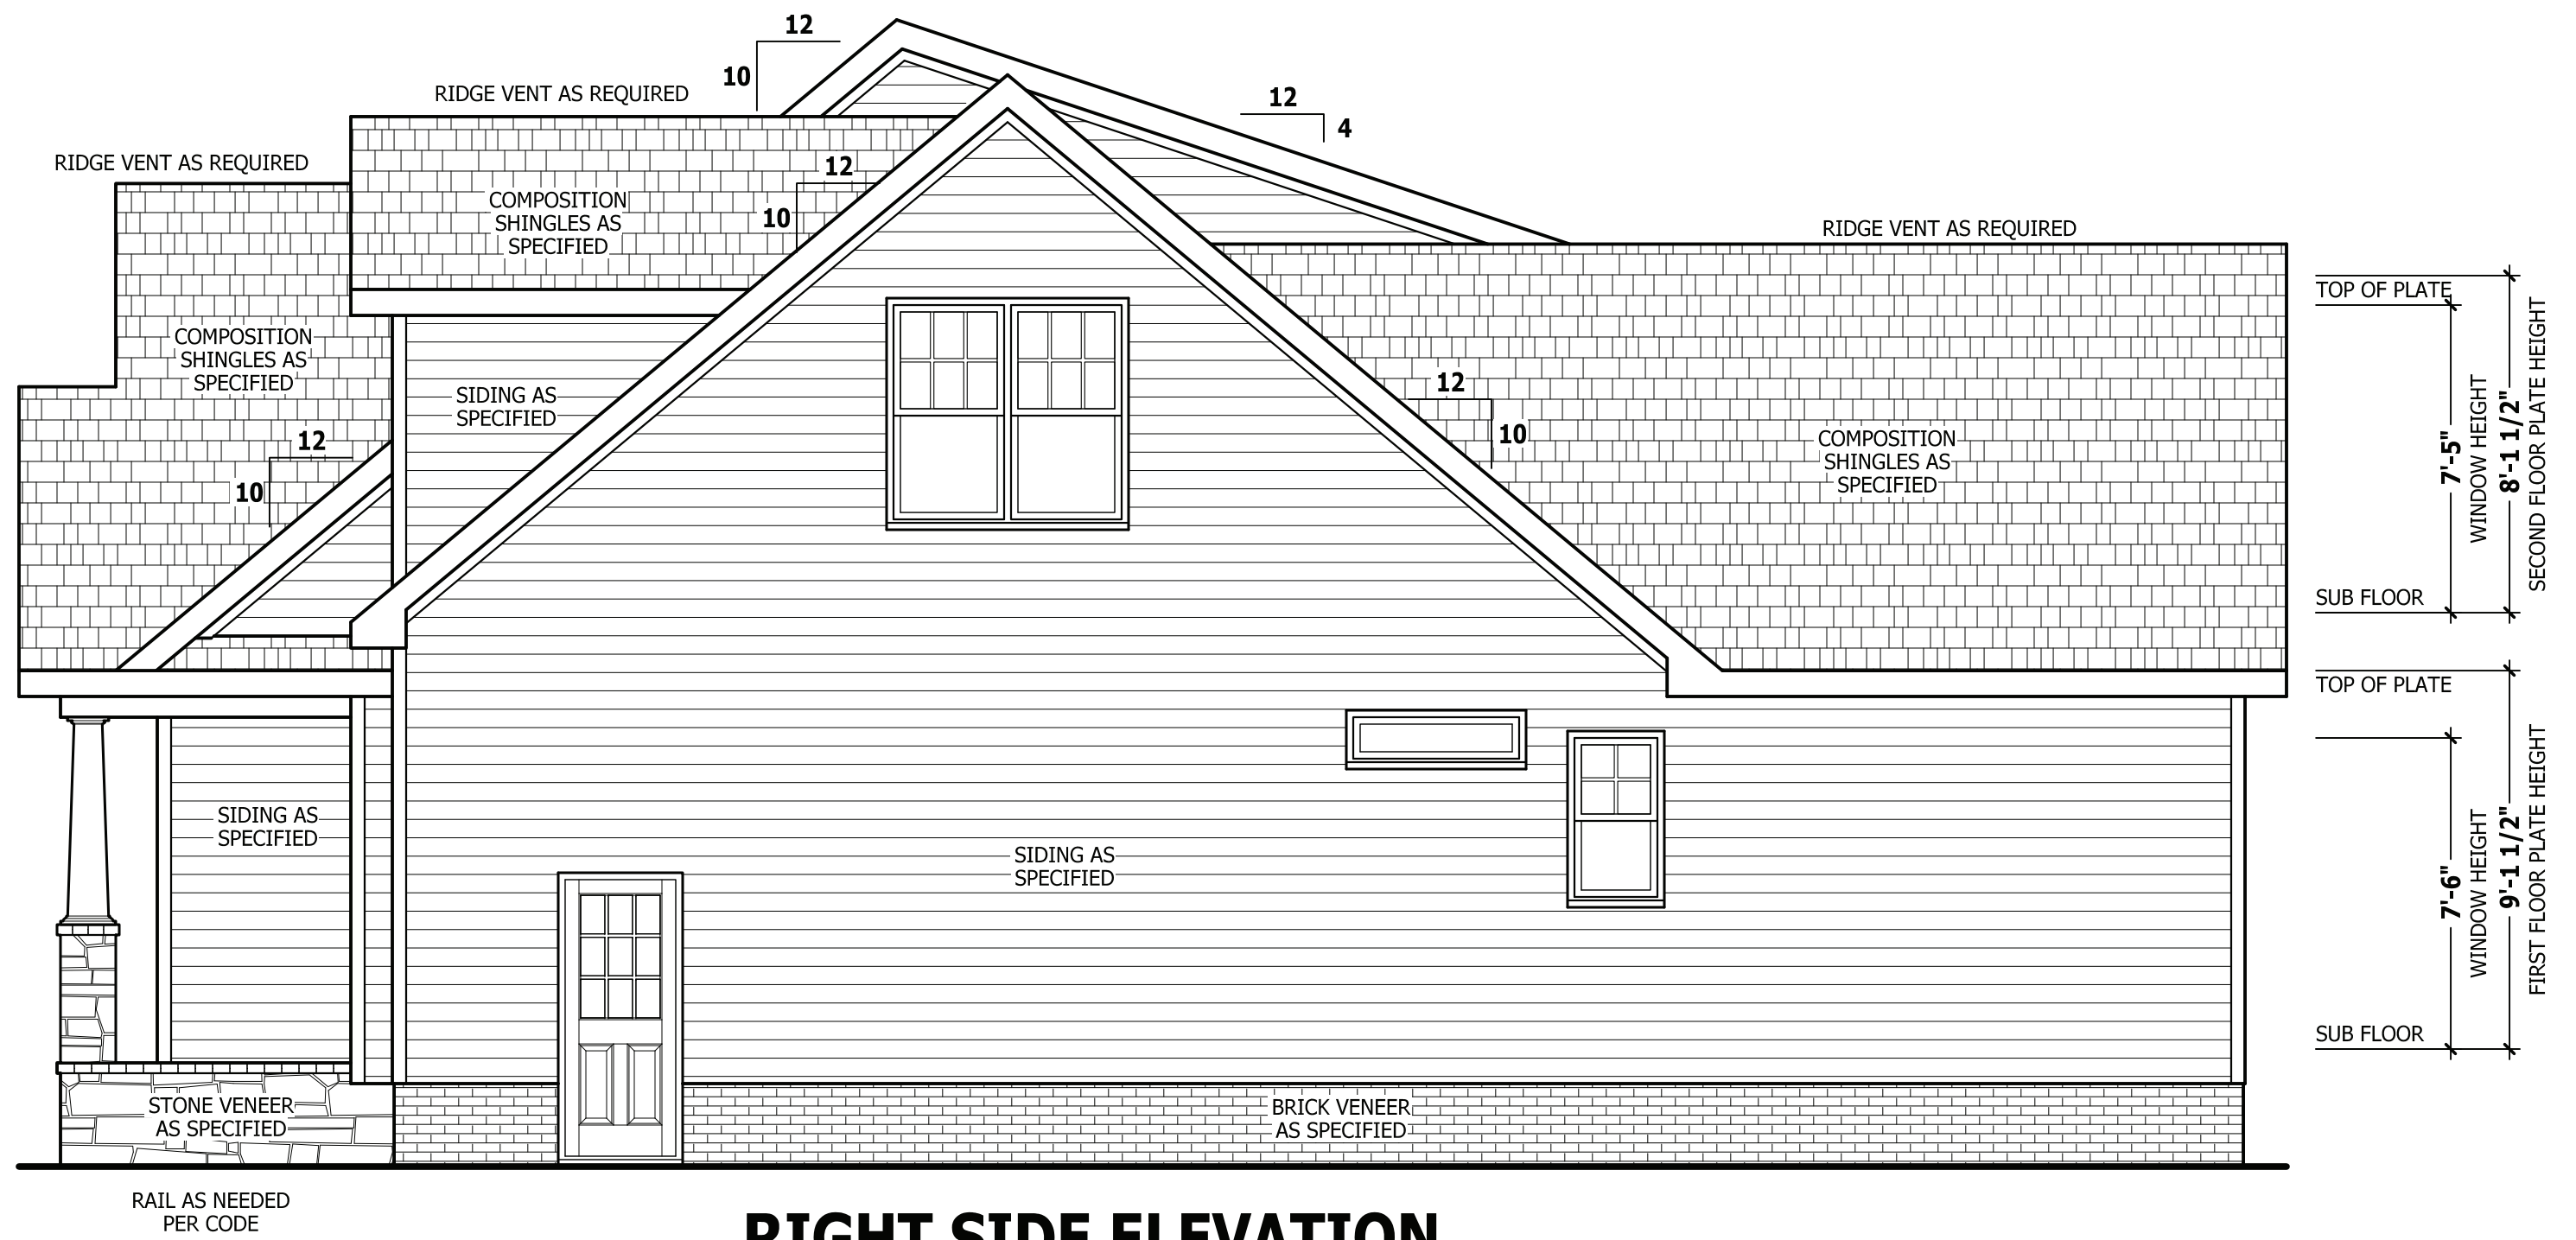 12
10
RIDGE VENT AS REQUIRED
12
4
RIDGE VENT AS REQUIRED
12
10
COMPOSITION
SHINGLES AS
SPECIFIED
RIDGE VENT AS REQUIRED
TOP OF PLATE
COMPOSITION
SHINGLES AS
SPECIFIED
SIDING AS
SPECIFIED
12
10
12
10
COMPOSITION
SHINGLES AS
SPECIFIED
7'-5"
WINDOW HEIGHT
8'-1 1/2"
SECOND FLOOR PLATE HEIGHT
SUB FLOOR
TOP OF PLATE
SIDING AS
SPECIFIED
SIDING AS
SPECIFIED
7'-6"
WINDOW HEIGHT
9'-1 1/2"
FIRST FLOOR PLATE HEIGHT
SUB FLOOR
STONE VENEER
AS SPECIFIED
BRICK VENEER
AS SPECIFIED
RAIL AS NEEDED
PER CODE
RIGHT SIDE ELEVATION